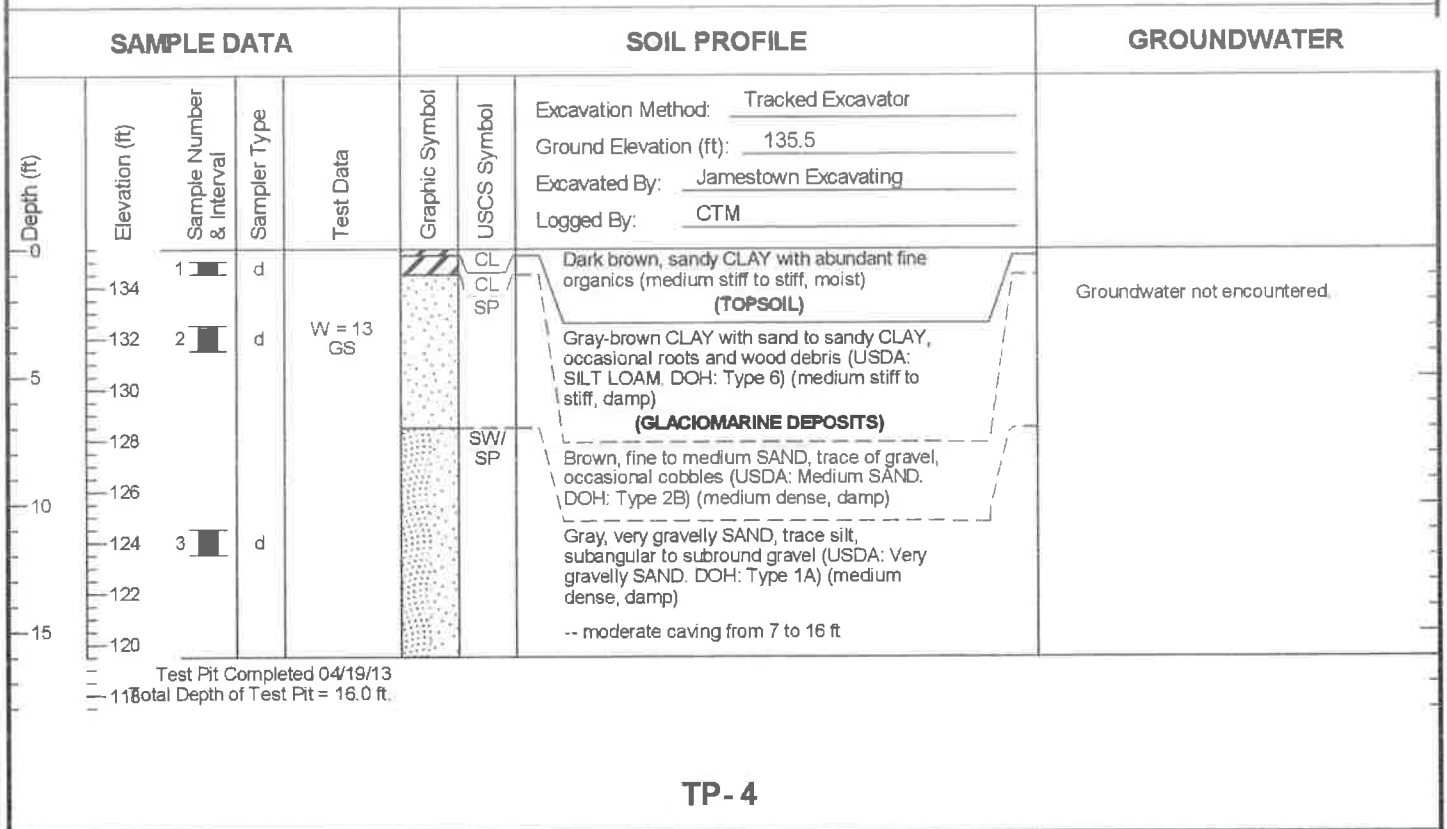 SAMPLE DATA
SOIL PROFILE
GROUNDWATER
Depth (ft)
Elevation (ft)
Sample Number
& Interval
Sampler Type
Test Data
Graphic Symbol
USCS Symbol
Excavation Method: Tracked Excavator
Ground Elevation (ft): 135.5
Excavated By: Jamestown Excavating
Logged By: CTM
0
5
10
15
134
132
130
128
126
124
122
120
118
1
d
2
d
W = 13
GS
3
d
CL
CL
SP
SW/
SP
Dark brown, sandy CLAY with abundant fine
organics (medium stiff to stiff, moist)
(TOPSOIL)
Gray-brown CLAY with sand to sandy CLAY,
occasional roots and wood debris (USDA:
SILT LOAM. DOH: Type 6) (medium stiff to
stiff, damp)
(GLACIOMARINE DEPOSITS)
Brown, fine to medium SAND, trace of gravel,
occasional cobbles (USDA: Medium SAND.
DOH: Type 2B) (medium dense, damp)
Gray, very gravelly SAND, trace silt,
subangular to subround gravel (USDA: Very
gravelly SAND. DOH: Type 1A) (medium
dense, damp)
-- moderate caving from 7 to 16 ft
Groundwater not encountered.
Test Pit Completed 04/19/13
Total Depth of Test Pit = 16.0 ft.
TP- 4